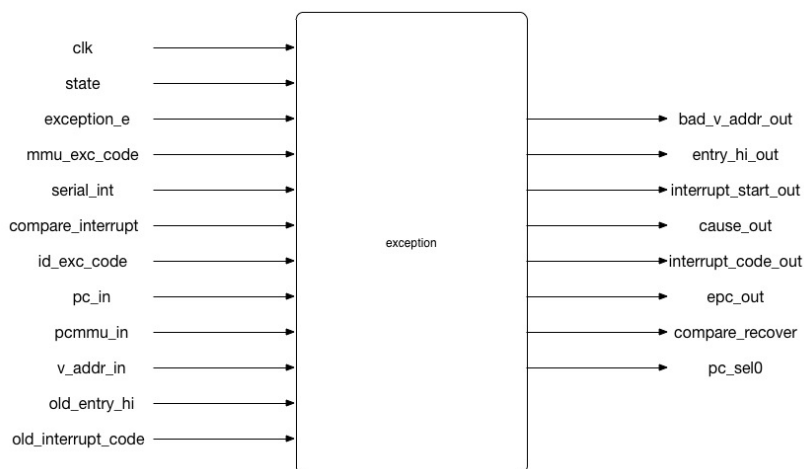 clk
state
exception_e
mmu_exc_code
serial_int
compare_interrupt
id_exc_code
pc_in
pcmmu_in
v_addr_in
old_entry_hi
old_interrupt_code
exception
bad_v_addr_out
entry_hi_out
interrupt_start_out
cause_out
interrupt_code_out
epc_out
compare_recover
pc_sel0